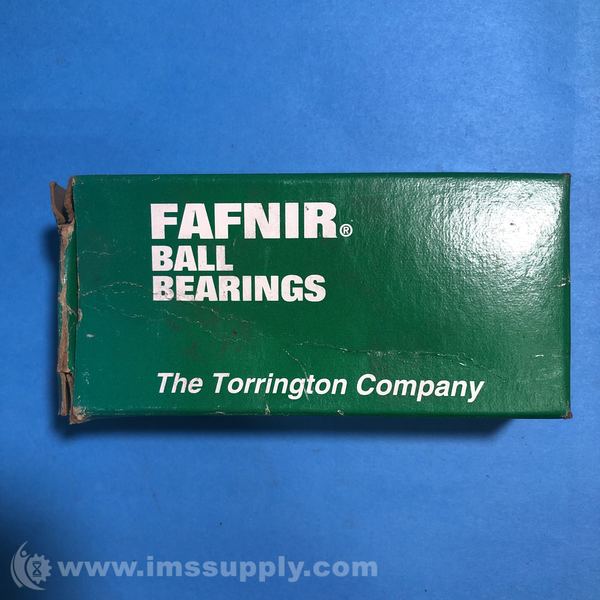 FAFNIR®
BALL
BEARINGS
The Torrington Company
www.imssupply.com